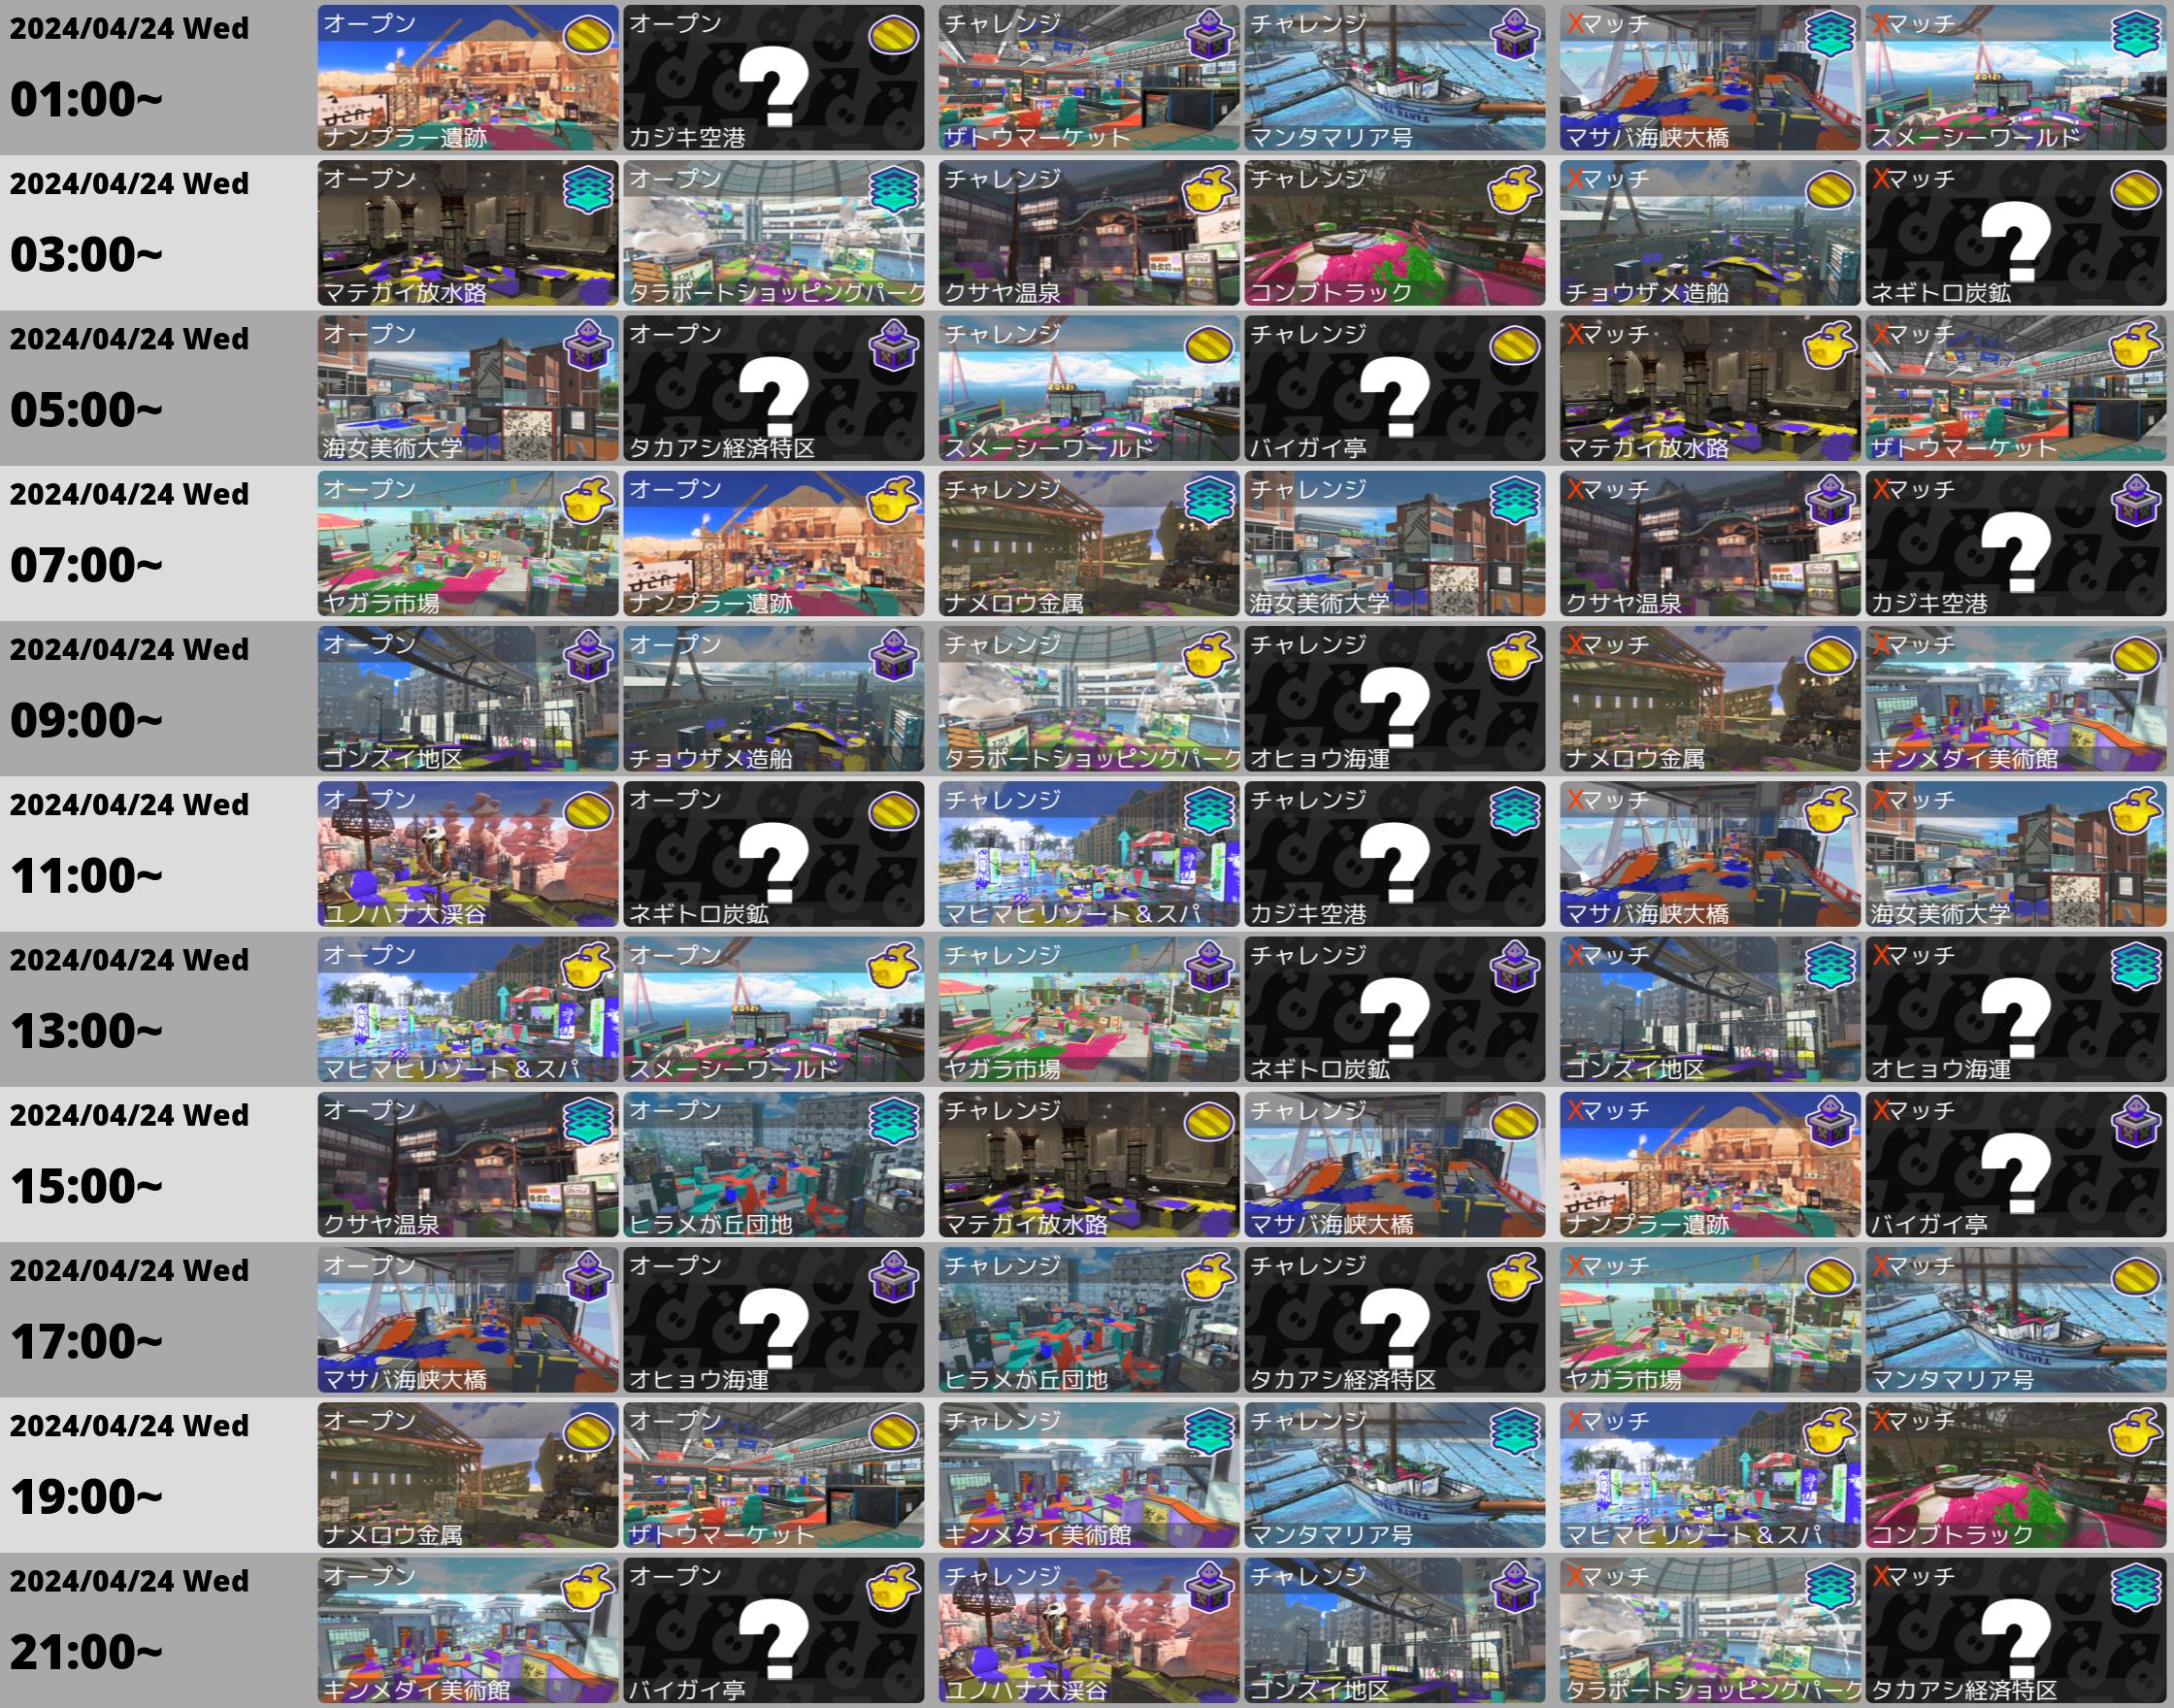 2024/04/24 Wed
01:00~
オープン
ナンプラー遺跡
オープン
カジキ空港
チャレンジ
ザトウマーケット
チャレンジ
マンタマリア号
Xマッチ
マサバ海峡大橋
Xマッチ
スメーシーワールド
2024/04/24 Wed
03:00~
オープン
マテガイ放水路
オープン
タラポートショッピングパーク
チャレンジ
クサヤ温泉
チャレンジ
コンブトラック
Xマッチ
チョウザメ造船
Xマッチ
ネギトロ炭鉱
2024/04/24 Wed
05:00~
オープン
海女美術大学
オープン
タカアシ経済特区
チャレンジ
スメーシーワールド
チャレンジ
バイガイ亭
Xマッチ
マテガイ放水路
Xマッチ
ザトウマーケット
2024/04/24 Wed
07:00~
オープン
ヤガラ市場
オープン
ナンプラー遺跡
チャレンジ
ナメロウ金属
チャレンジ
海女美術大学
Xマッチ
クサヤ温泉
Xマッチ
カジキ空港
2024/04/24 Wed
09:00~
オープン
ゴンズイ地区
オープン
チョウザメ造船
チャレンジ
タラポートショッピングパーク
チャレンジ
オヒョウ海運
Xマッチ
ナメロウ金属
Xマッチ
キンメダイ美術館
2024/04/24 Wed
11:00~
オープン
ユノハナ大渓谷
オープン
ネギトロ炭鉱
チャレンジ
マヒマヒリゾート＆スパ
チャレンジ
カジキ空港
Xマッチ
マサバ海峡大橋
Xマッチ
海女美術大学
2024/04/24 Wed
13:00~
オープン
マヒマヒリゾート＆スパ
オープン
スメーシーワールド
チャレンジ
ヤガラ市場
チャレンジ
ネギトロ炭鉱
Xマッチ
ゴンズイ地区
Xマッチ
オヒョウ海運
2024/04/24 Wed
15:00~
オープン
クサヤ温泉
オープン
ヒラメが丘団地
チャレンジ
マテガイ放水路
チャレンジ
マサバ海峡大橋
Xマッチ
ナンプラー遺跡
Xマッチ
バイガイ亭
2024/04/24 Wed
17:00~
オープン
マサバ海峡大橋
オープン
オヒョウ海運
チャレンジ
ヒラメが丘団地
チャレンジ
タカアシ経済特区
Xマッチ
ヤガラ市場
Xマッチ
マンタマリア号
2024/04/24 Wed
19:00~
オープン
ナメロウ金属
オープン
ザトウマーケット
チャレンジ
キンメダイ美術館
チャレンジ
マンタマリア号
Xマッチ
マヒマヒリゾート＆スパ
Xマッチ
コンブトラック
2024/04/24 Wed
21:00~
オープン
キンメダイ美術館
オープン
バイガイ亭
チャレンジ
ユノハナ大渓谷
チャレンジ
ゴンズイ地区
Xマッチ
タラポートショッピングパーク
Xマッチ
タカアシ経済特区